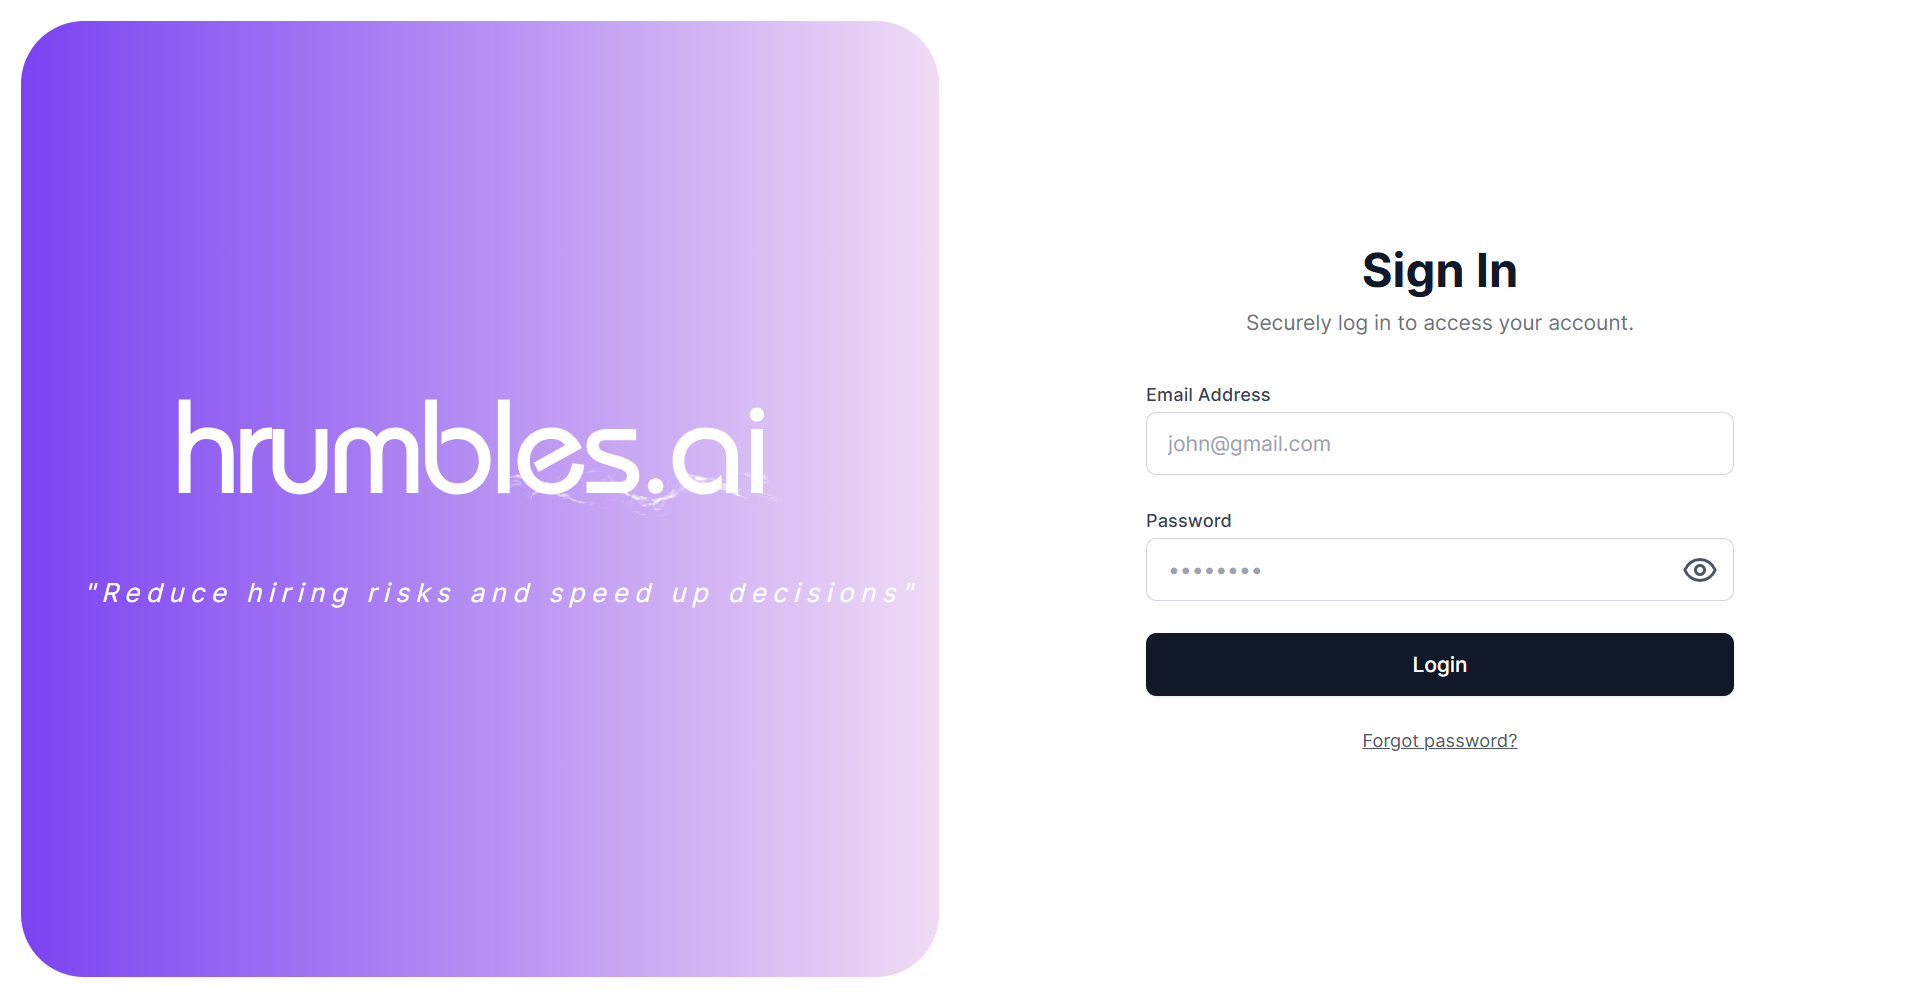 hrumbles.ai
"Reduce hiring risks and speed up decisions"
Sign In
Securely log in to access your account.
Email Address
john@gmail.com
Password
••••••••
Login
Forgot password?